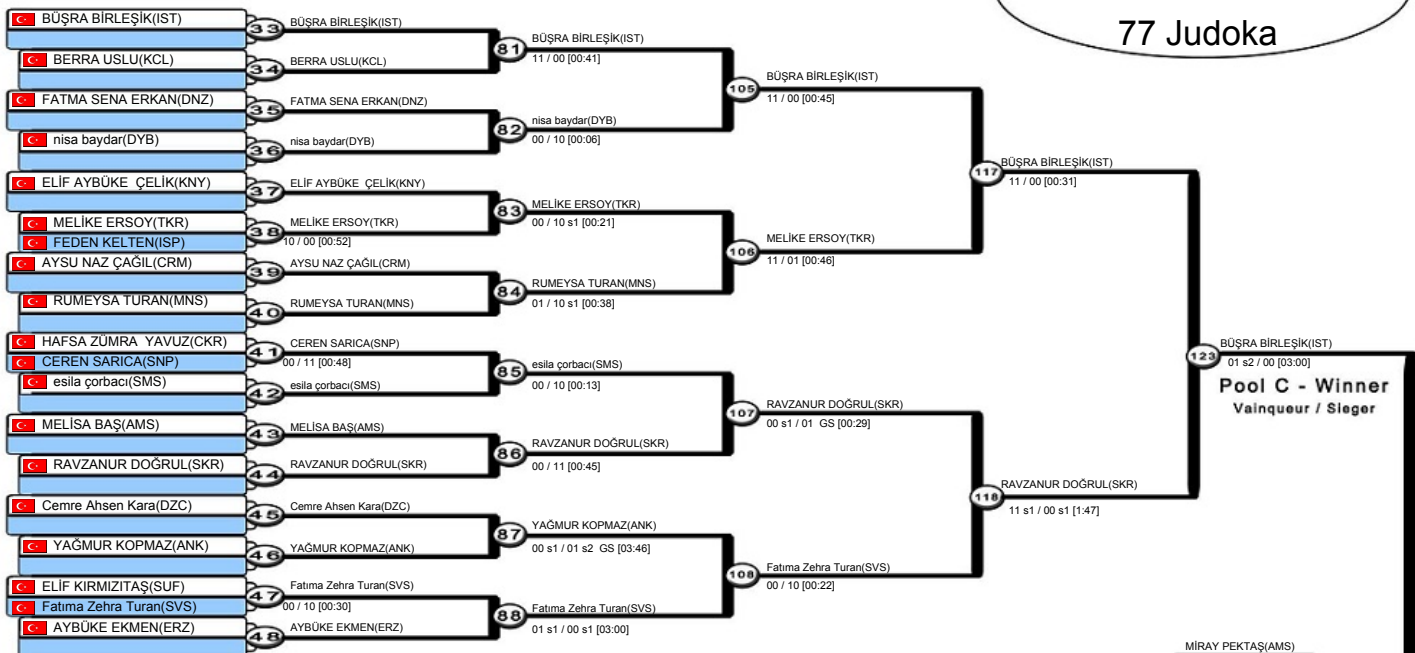 77 Judoka
BÜŞRA BİRLEŞİK(IST)
BERRA USLU(KCL)
FATMA SENA ERKAN(DNZ)
nisa baydar(DYB)
ELİF AYBÜKE ÇELİK(KNY)
MELİKE ERSOY(TKR)
FEDEN KELTEN(ISP)
AYSU NAZ ÇAĞIL(CRM)
RUMEYSA TURAN(MNS)
HAFSA ZÜMRA YAVUZ(CKR)
CEREN SARICA(SNP)
esila çorbacı(SMS)
MELİSA BAŞ(AMS)
RAVZANUR DOĞRUL(SKR)
Cemre Ahsen Kara(DZC)
YAĞMUR KOPMAZ(ANK)
ELİF KIRMIZITAŞ(SUF)
Fatıma Zehra Turan(SVS)
AYBÜKE EKMEN(ERZ)
33 BÜŞRA BİRLEŞİK(IST)
34 BERRA USLU(KCL)
35 FATMA SENA ERKAN(DNZ)
36 nisa baydar(DYB)
37 ELİF AYBÜKE ÇELİK(KNY)
38 MELİKE ERSOY(TKR)
10 / 00 [00:52]
39 AYSU NAZ ÇAĞIL(CRM)
40 RUMEYSA TURAN(MNS)
41 CEREN SARICA(SNP)
00 / 11 [00:48]
42 esila çorbacı(SMS)
43 MELİSA BAŞ(AMS)
44 RAVZANUR DOĞRUL(SKR)
45 Cemre Ahsen Kara(DZC)
46 YAĞMUR KOPMAZ(ANK)
47 Fatıma Zehra Turan(SVS)
00 / 10 [00:30]
48 AYBÜKE EKMEN(ERZ)
81 BÜŞRA BİRLEŞİK(IST)
11 / 00 [00:41]
82 nisa baydar(DYB)
00 / 10 [00:06]
83 MELİKE ERSOY(TKR)
00 / 10 s1 [00:21]
84 RUMEYSA TURAN(MNS)
01 / 10 s1 [00:38]
85 esila çorbacı(SMS)
00 / 10 [00:13]
86 RAVZANUR DOĞRUL(SKR)
00 / 11 [00:45]
87 YAĞMUR KOPMAZ(ANK)
00 s1 / 01 s2 GS [03:46]
88 Fatıma Zehra Turan(SVS)
01 s1 / 00 s1 [03:00]
105 BÜŞRA BİRLEŞİK(IST)
11 / 00 [00:45]
106 MELİKE ERSOY(TKR)
11 / 01 [00:46]
107 RAVZANUR DOĞRUL(SKR)
00 s1 / 01 GS [00:29]
108 Fatıma Zehra Turan(SVS)
00 / 10 [00:22]
117 BÜŞRA BİRLEŞİK(IST)
11 / 00 [00:31]
118 RAVZANUR DOĞRUL(SKR)
11 s1 / 00 s1 [1:47]
123 BÜŞRA BİRLEŞİK(IST)
01 s2 / 00 [03:00]
Pool C - Winner
Vainqueur / Sieger
MİRAY PEKTAŞ(AMS)